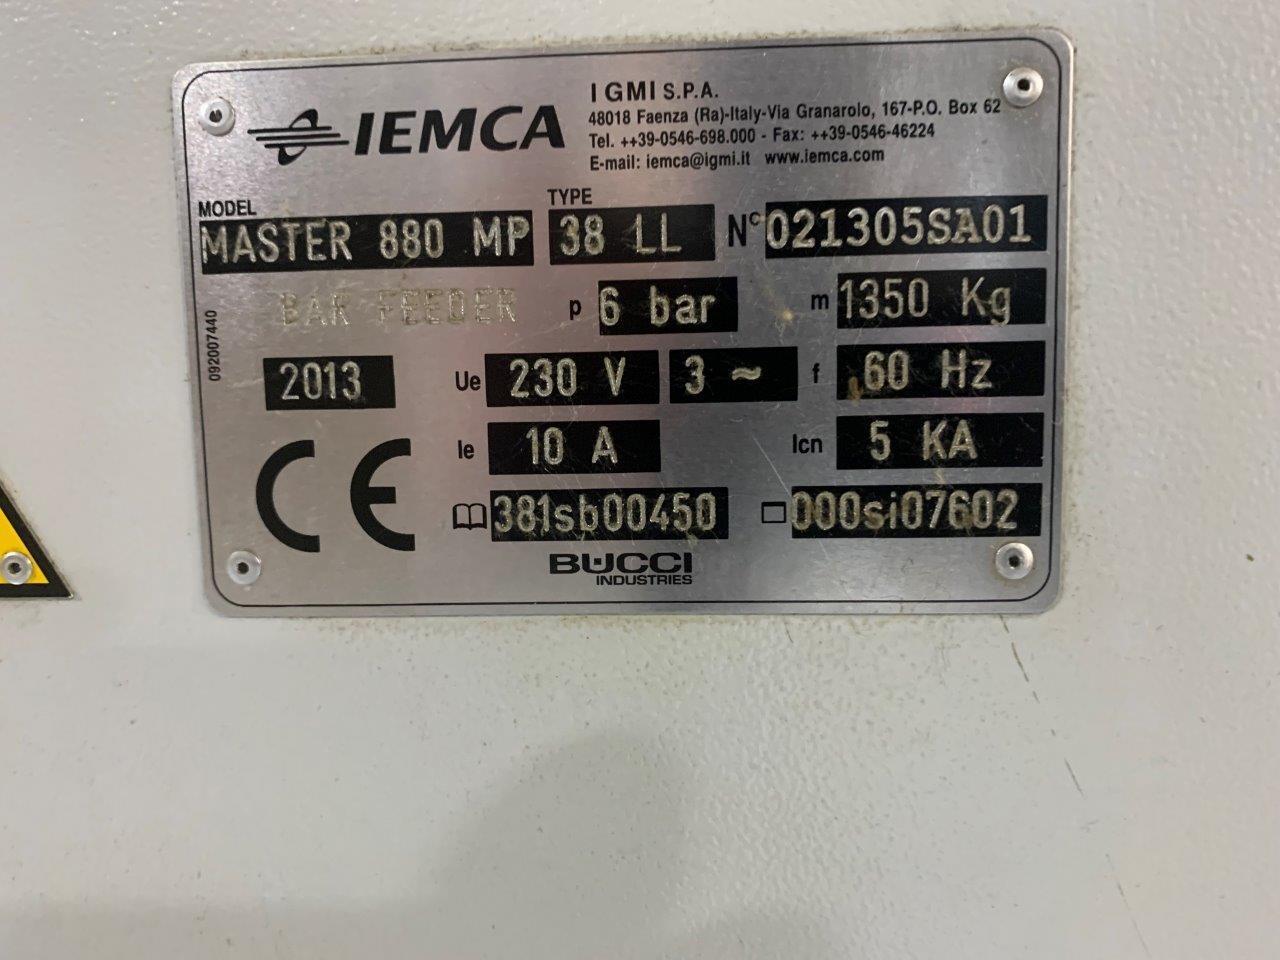 IEMCA
I GMI S.P.A.
48018 Faenza (Ra)-Italy-Via Granarolo, 167-P.O. Box 62
Tel. ++39-0546-698.000 - Fax: ++39-0546-46224
E-mail: iemca@igmi.it www.iemca.com
MODEL TYPE
MASTER 880 MP 38 LL N° 021305SA01
BAR FEEDER p 6 bar m 1350 Kg
092007440
2013 Ue 230 V 3 ~ f 60 Hz
CE Ie 10 A Icn 5 KA
381sb00450 000si07602
BUCCI
INDUSTRIES